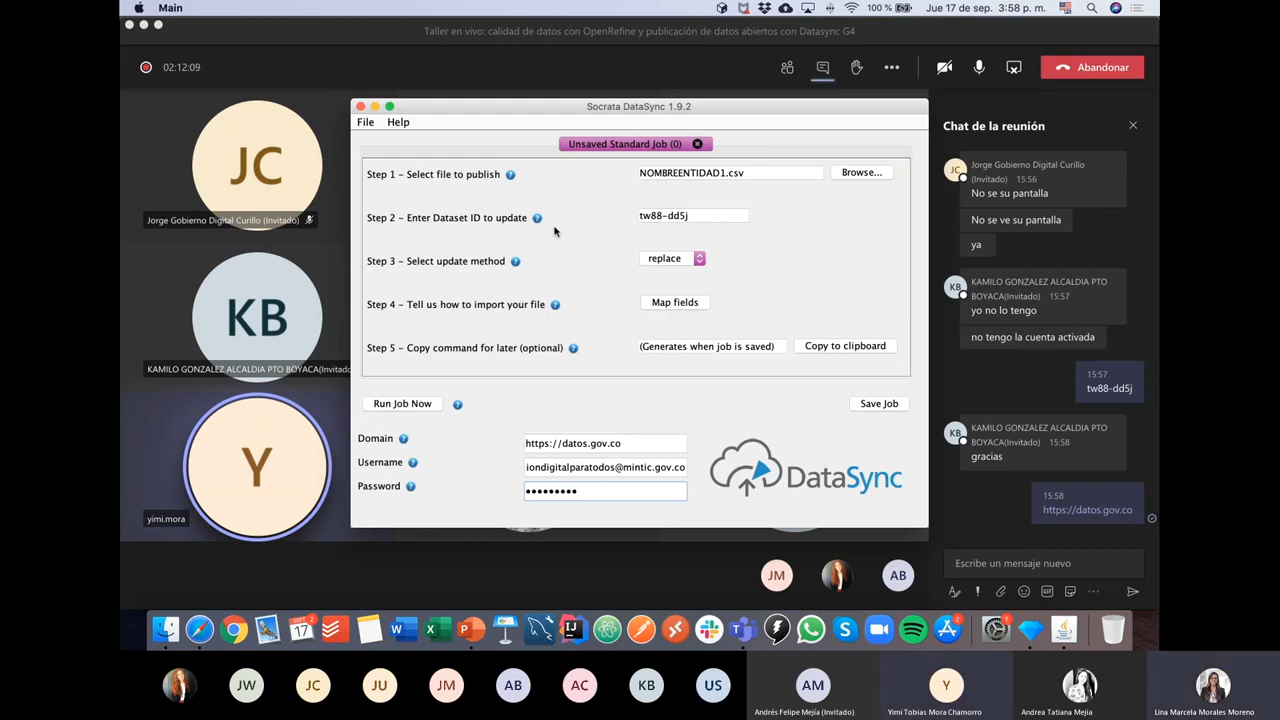 Main
100 %
Jue 17 de sep. 3:58 p. m.
Taller en vivo: calidad de datos con OpenRefine y publicación de datos abiertos con Datasync G4
02:12:09
Abandonar
JC
Jorge Gobierno Digital Curillo (Invitado)
KB
KAMILO GONZALEZ ALCALDIA PTO BOYACA(Invitado
Y
yimi.mora
Socrata DataSync 1.9.2
File Help
Unsaved Standard Job (0)
Step 1 - Select file to publish
NOMBREENTIDAD1.csv
Browse...
Step 2 - Enter Dataset ID to update
tw88-dd5j
Step 3 - Select update method
replace
Step 4 - Tell us how to import your file
Map fields
Step 5 - Copy command for later (optional)
(Generates when job is saved)
Copy to clipboard
Run Job Now
Save Job
Domain
https://datos.gov.co
Username
iondigitalparatodos@mintic.gov.co
Password
•••••••••
DataSync
Chat de la reunión
JC
Jorge Gobierno Digital Curillo
(Invitado) 15:56
No se su pantalla
No se ve su pantalla
ya
KB
KAMILO GONZALEZ ALCALDIA PTO
BOYACA(Invitado) 15:57
yo no lo tengo
no tengo la cuenta activada
15:57
tw88-dd5j
KB
KAMILO GONZALEZ ALCALDIA PTO
BOYACA(Invitado) 15:58
gracias
15:58
https://datos.gov.co
Escribe un mensaje nuevo
GIF
JM
AB
SEPT
17
2
2
1
JW
JC
JU
JM
AB
AC
KB
US
AM
Andrés Felipe Mejía (Invitado)
Y
Yimi Tobias Mora Chamorro
Andrea Tatiana Mejía
Lina Marcela Morales Moreno